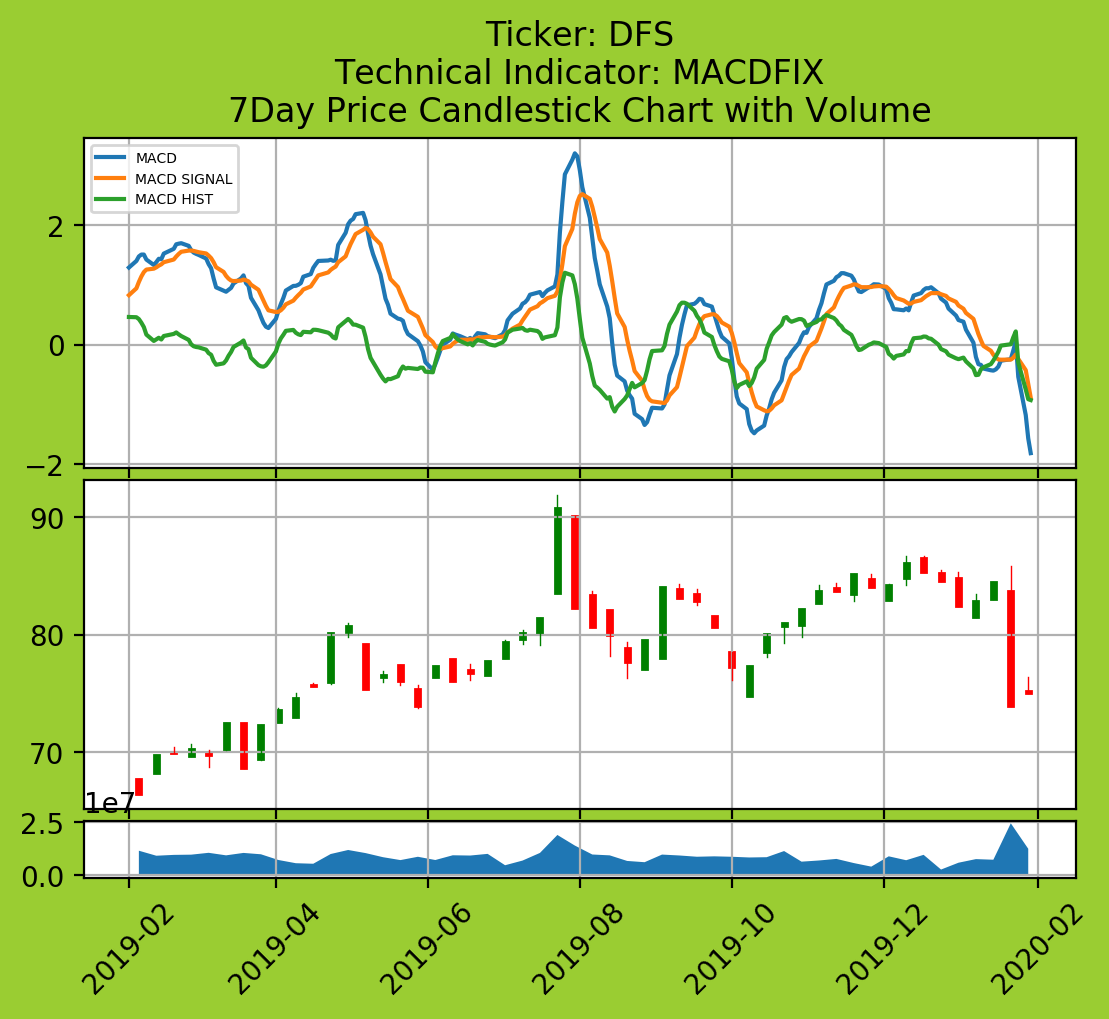 Ticker: DFS
Technical Indicator: MACDFIX
7Day Price Candlestick Chart with Volume
MACD
MACD SIGNAL
MACD HIST
2
0
−2
90
80
70
1e7
2.5
0.0
2019-02
2019-04
2019-06
2019-08
2019-10
2019-12
2020-02